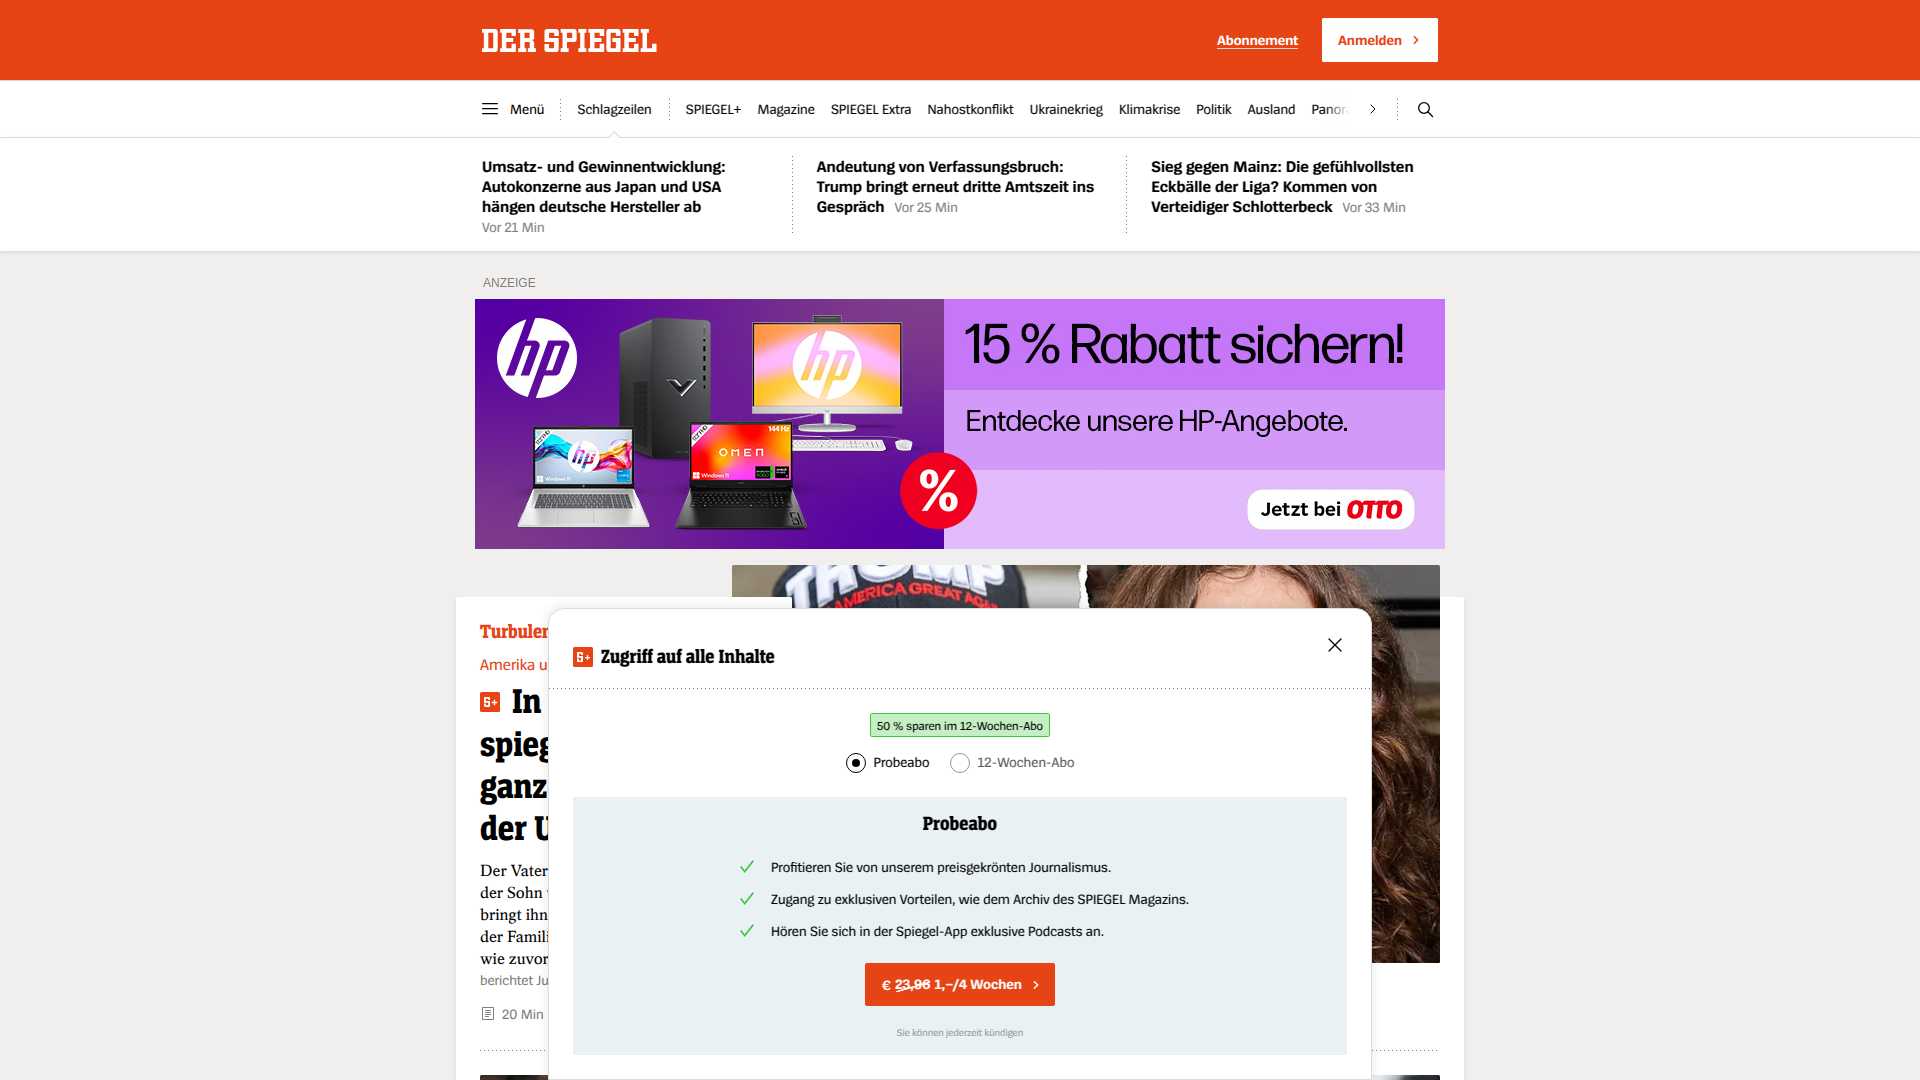 DER SPIEGEL
Abonnement
Anmelden
Menü
Schlagzeilen
SPIEGEL+
Magazine
SPIEGEL Extra
Nahostkonflikt
Ukrainekrieg
Klimakrise
Politik
Ausland
Umsatz- und Gewinnentwicklung:
Autokonzerne aus Japan und USA
hängen deutsche Hersteller ab
Vor 21 Min
Andeutung von Verfassungsbruch:
Trump bringt erneut dritte Amtszeit ins
Gespräch Vor 25 Min
Sieg gegen Mainz: Die gefühlvollsten
Eckbälle der Liga? Kommen von
Verteidiger Schlotterbeck Vor 33 Min
ANZEIGE
hp
hp
hp
144 Hz
OMEN
Windows 11
Windows 11
%
15 % Rabatt sichern!
Entdecke unsere HP-Angebote.
Jetzt bei OTTO
TRUMP
AMERICA GREAT
Turbulen
Amerika u
S+ In
spieg
ganz
der U
Der Vater
der Sohn
bringt ihn
der Famili
wie zuvor
berichtet Ju
20 Min
S+ Zugriff auf alle Inhalte
50 % sparen im 12-Wochen-Abo
Probeabo
12-Wochen-Abo
Probeabo
Profitieren Sie von unserem preisgekrönten Journalismus.
Zugang zu exklusiven Vorteilen, wie dem Archiv des SPIEGEL Magazins.
Hören Sie sich in der Spiegel-App exklusive Podcasts an.
€ 23,96 1,–/4 Wochen
Sie können jederzeit kündigen